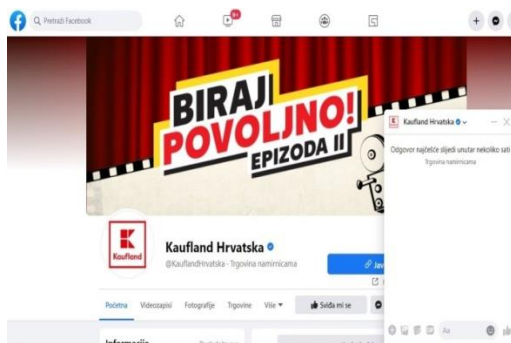 Pretraži Facebook
9+
BIRAJ
POVOLJNO!
EPIZODA II
Kaufland
Kaufland Hrvatska
@KauflandHrvatska · Trgovina namirnicama
Početna
Videozapisi
Fotografije
Trgovine
Više
Sviđa mi se
Kaufland Hrvatska
Odgovor najčešće slijedi unutar nekoliko sati
Trgovina namirnicama
Aa